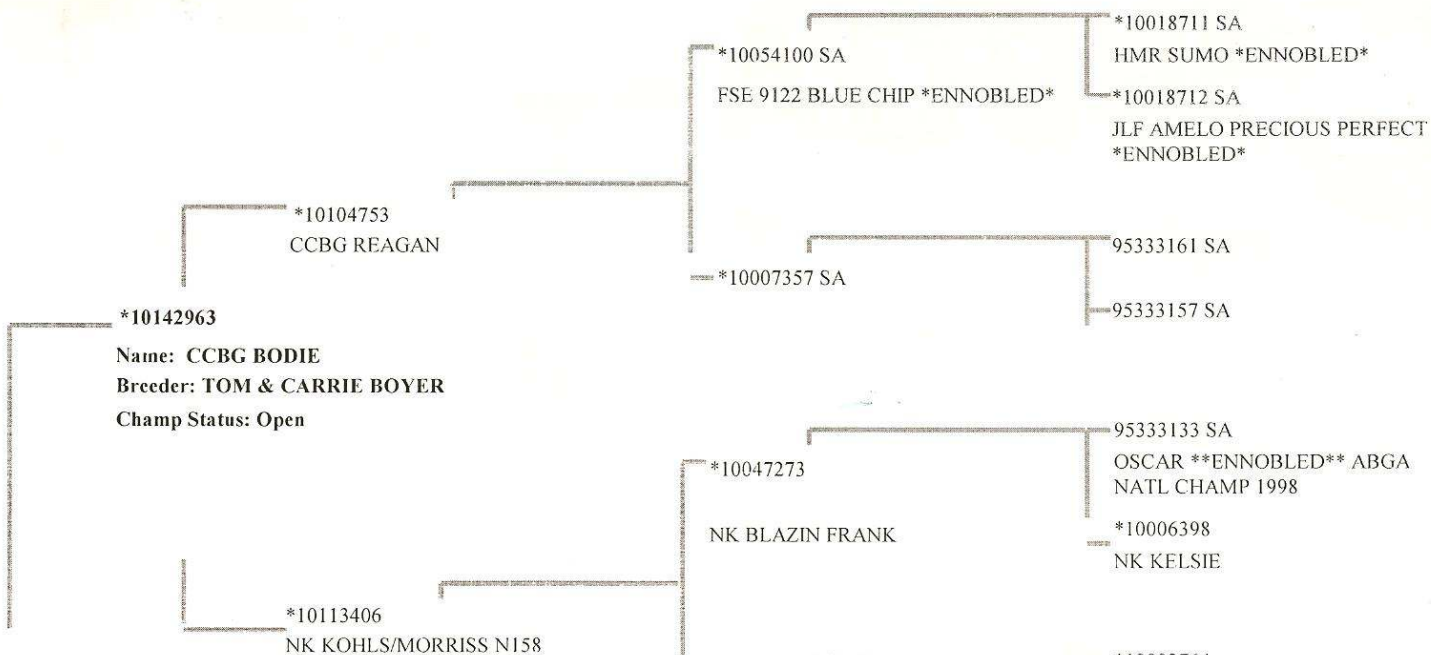 *10018711 SA
HMR SUMO *ENNOBLED*
*10054100 SA
FSE 9122 BLUE CHIP *ENNOBLED*
*10018712 SA
JLF AMELO PRECIOUS PERFECT
*ENNOBLED*
*10104753
CCBG REAGAN
95333161 SA
*10007357 SA
95333157 SA
*10142963
Name: CCBG BODIE
Breeder: TOM & CARRIE BOYER
Champ Status: Open
95333133 SA
OSCAR **ENNOBLED** ABGA
NATL CHAMP 1998
*10047273
NK BLAZIN FRANK
*10006398
NK KELSIE
*10113406
NK KOHLS/MORRISS N158